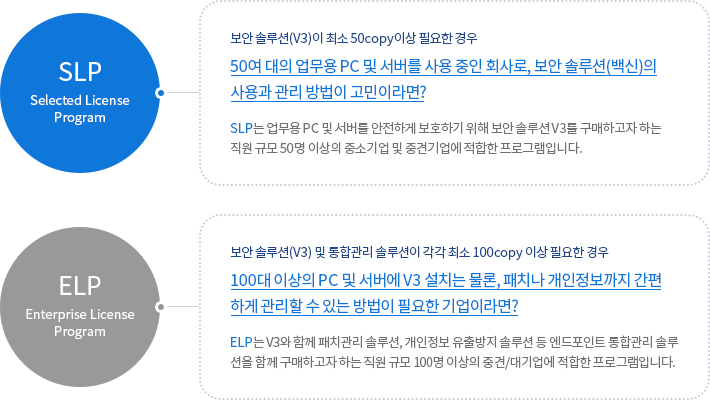 SLP
Selected License
Program
보안 솔루션(V3)이 최소 50copy이상 필요한 경우
50여 대의 업무용 PC 및 서버를 사용 중인 회사로, 보안 솔루션(백신)의
사용과 관리 방법이 고민이라면?
SLP는 업무용 PC 및 서버를 안전하게 보호하기 위해 보안 솔루션 V3를 구매하고자 하는
직원 규모 50명 이상의 중소기업 및 중견기업에 적합한 프로그램입니다.
ELP
Enterprise License
Program
보안 솔루션(V3) 및 통합관리 솔루션이 각각 최소 100copy 이상 필요한 경우
100대 이상의 PC 및 서버에 V3 설치는 물론, 패치나 개인정보까지 간편
하게 관리할 수 있는 방법이 필요한 기업이라면?
ELP는 V3와 함께 패치관리 솔루션, 개인정보 유출방지 솔루션 등 엔드포인트 통합관리 솔루
션을 함께 구매하고자 하는 직원 규모 100명 이상의 중견/대기업에 적합한 프로그램입니다.